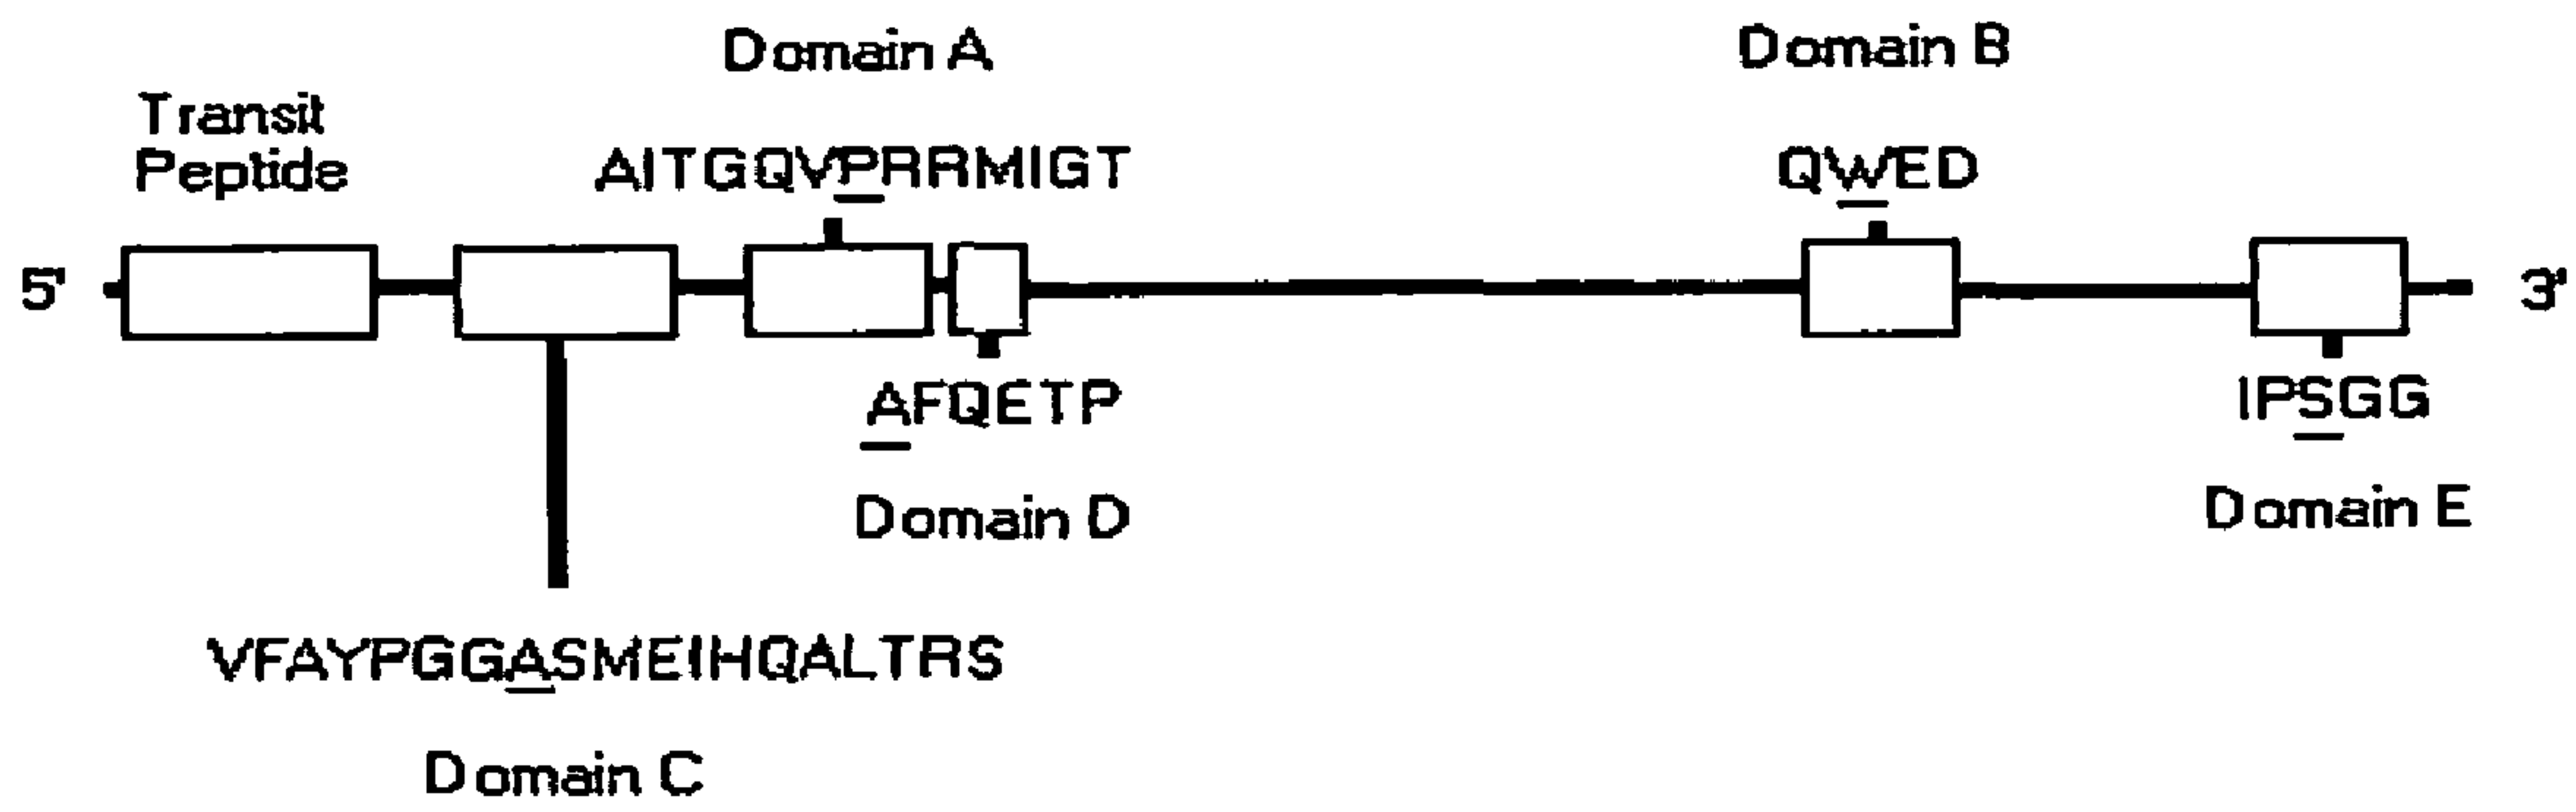 Domain A
Domain B
Transit
Peptide
AITGQVPRRMIGT
QWED
5'
3'
AFQETP
IPSGG
Domain D
Domain E
VFAYPGGASMEIHQALTRS
Domain C